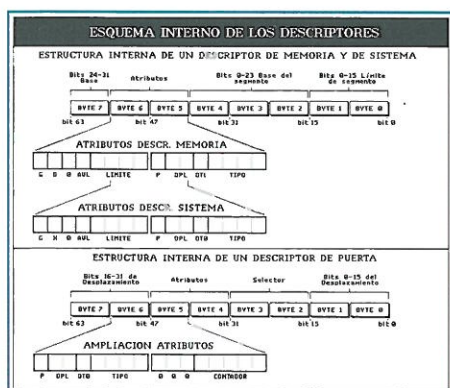 ESQUEMA INTERNO DE LOS DESCRIPTORES
ESTRUCTURA INTERNA DE UN DESCRIPTOR DE MEMORIA Y DE SISTEMA
Bits 24-31 Base Atributos Bits 0-23 Base del segmento Bits 0-15 Límite de segmento
BYTE 7 BYTE 6 BYTE 5 BYTE 4 BYTE 3 BYTE 2 BYTE 1 BYTE 0
bit 63 bit 47 bit 31 bit 15 bit 0
ATRIBUTOS DESCR. MEMORIA
G D 0 AVL LIMITE P DPL DT1 TIPO
ATRIBUTOS DESCR. SISTEMA
G X 0 AVL LIMITE P DPL DT0 TIPO
ESTRUCTURA INTERNA DE UN DESCRIPTOR DE PUERTA
Bits 16-31 de Desplazamiento Atributos Selector Bits 0-15 del Desplazamiento
BYTE 7 BYTE 6 BYTE 5 BYTE 4 BYTE 3 BYTE 2 BYTE 1 BYTE 0
bit 63 bit 47 bit 31 bit 15 bit 0
AMPLIACION ATRIBUTOS
P DPL DT0 TIPO 0 0 0 CONTADOR